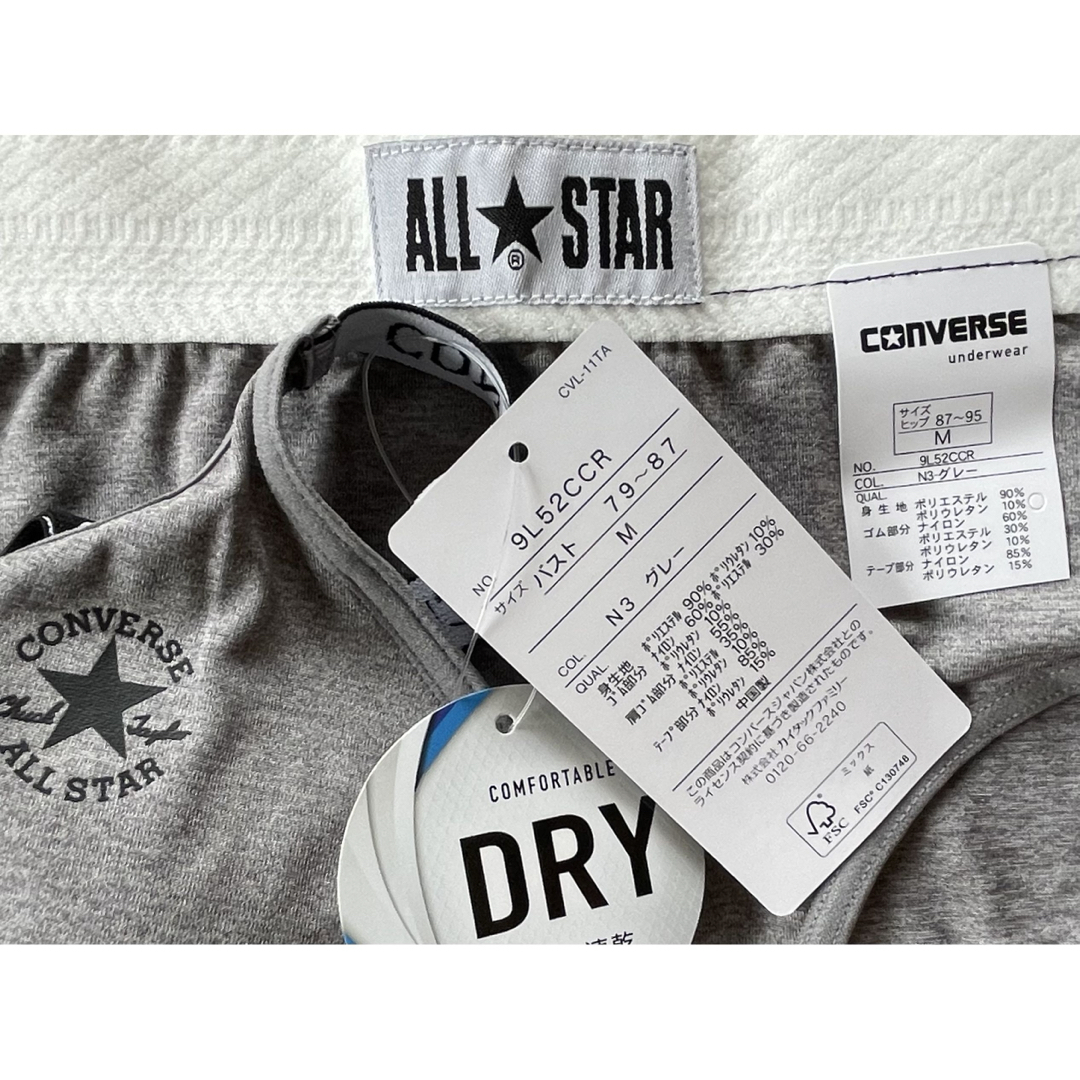 ALL★STAR
®
CONVERSE
underwear
サイズ
ヒップ 87〜95
M
NO. 9L52CCR
COL. N3 グレー
QUAL.
身生地 ポリエステル 90%
ポリウレタン 10%
ゴム部分 ナイロン 60%
ポリエステル 30%
ポリウレタン 10%
テープ部分 ナイロン 85%
ポリウレタン 15%
CVL-11TA
NO. 9L52CCR
サイズ バスト 79〜87
M
COL. N3 グレー
QUAL.
身生地 ポリエステル 90% ポリウレタン 10%
ゴム部分 ナイロン 60% ポリエステル 30%
ポリウレタン 10%
肩ゴム部分 ナイロン 55%
ポリエステル 35%
ポリウレタン 10%
テープ部分 ナイロン 85%
ポリウレタン 15%
中国製
この商品はコンバースジャパン株式会社との
ライセンス契約に基づき製造されたものです。
株式会社 カイタックファミリー
0120-66-2240
ミックス
紙
FSC
FSC® C130748
CONVERSE
Chuck Taylor
ALL STAR
COMFORTABLE
DRY
速乾